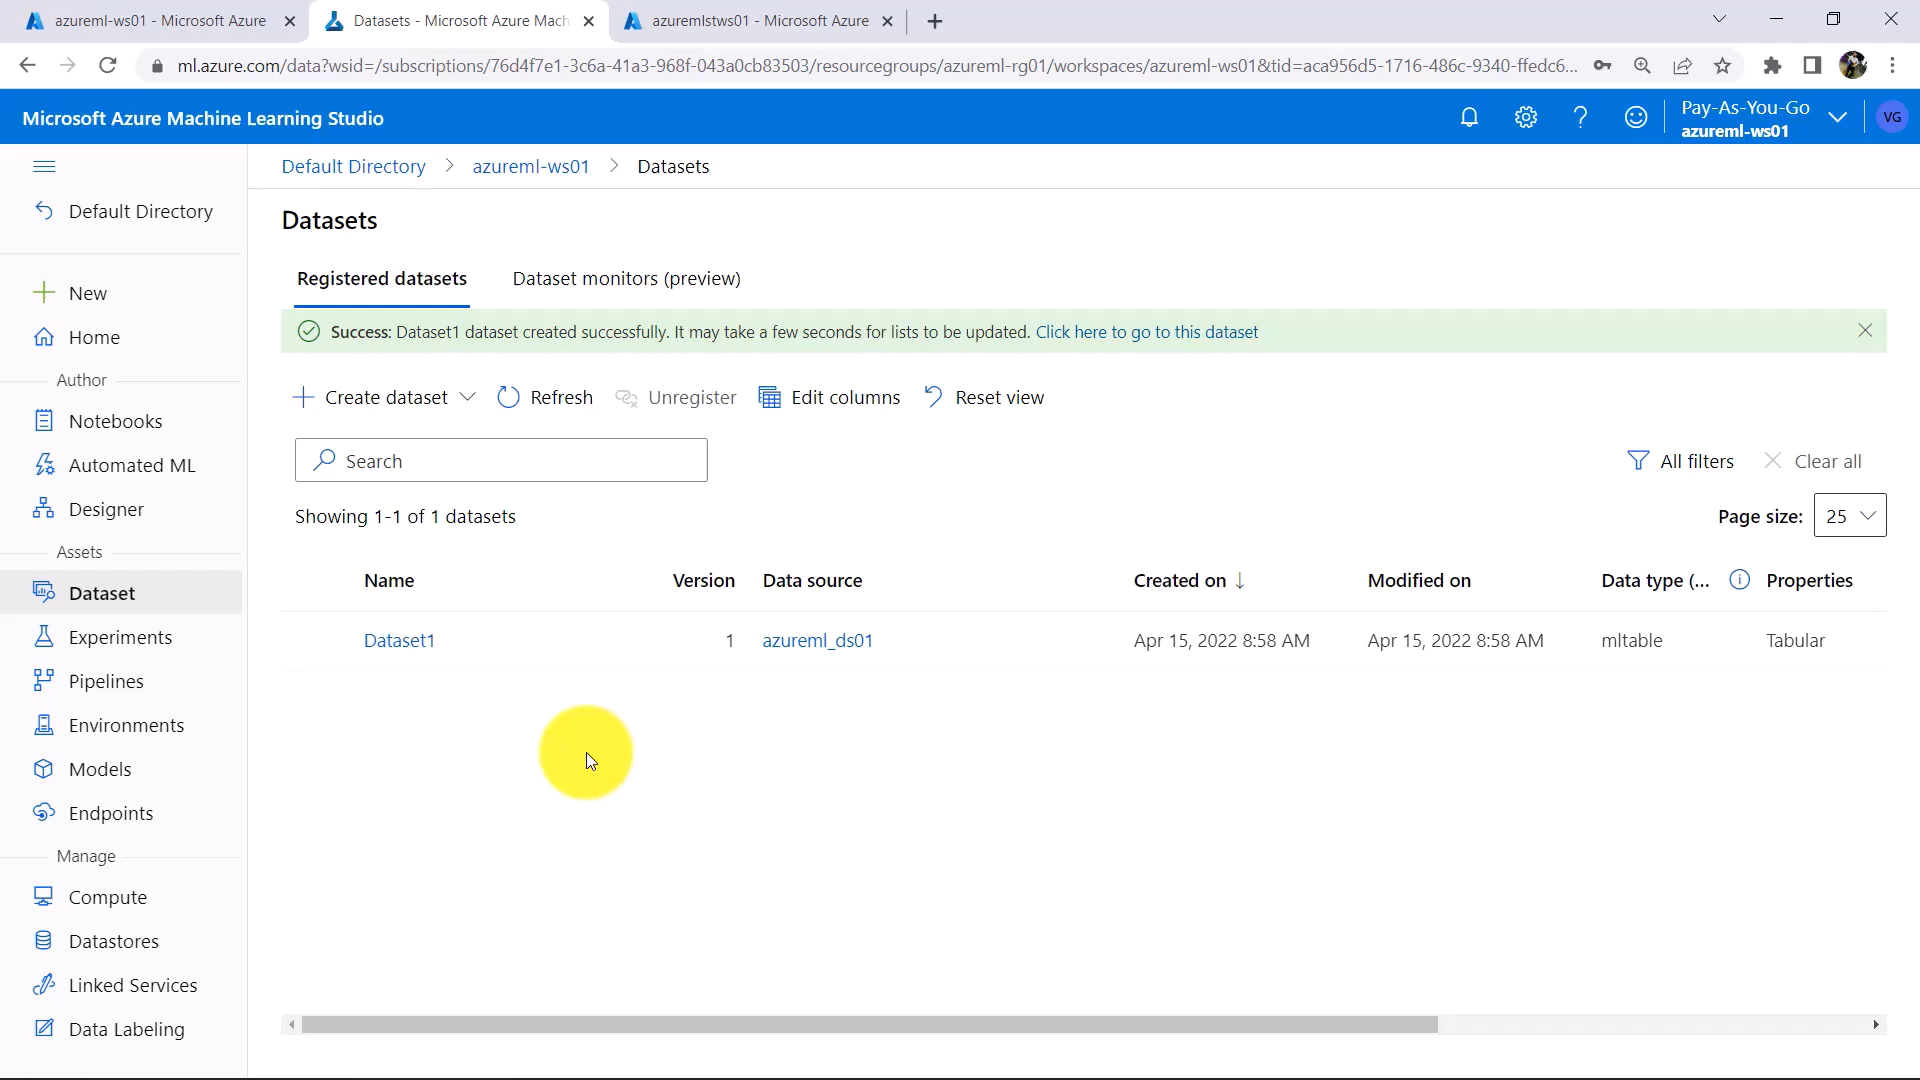 azureml-ws01 - Microsoft Azure
Datasets - Microsoft Azure Mach
azuremlstws01 - Microsoft Azure
ml.azure.com/data?wsid=/subscriptions/76d4f7e1-3c6a-41a3-968f-043a0cb83503/resourcegroups/azureml-rg01/workspaces/azureml-ws01&tid=aca956d5-1716-486c-9340-ffedc6...
Microsoft Azure Machine Learning Studio
Pay-As-You-Go
azureml-ws01
VG
Default Directory
New
Home
Author
Notebooks
Automated ML
Designer
Assets
Dataset
Experiments
Pipelines
Environments
Models
Endpoints
Manage
Compute
Datastores
Linked Services
Data Labeling
Default Directory > azureml-ws01 > Datasets
Datasets
Registered datasets Dataset monitors (preview)
Success: Dataset1 dataset created successfully. It may take a few seconds for lists to be updated. Click here to go to this dataset
Create dataset Refresh Unregister Edit columns Reset view
Search
All filters Clear all
Showing 1-1 of 1 datasets
Page size: 25
Name Version Data source Created on ↓ Modified on Data type (... Properties
Dataset1 1 azureml_ds01 Apr 15, 2022 8:58 AM Apr 15, 2022 8:58 AM mltable Tabular